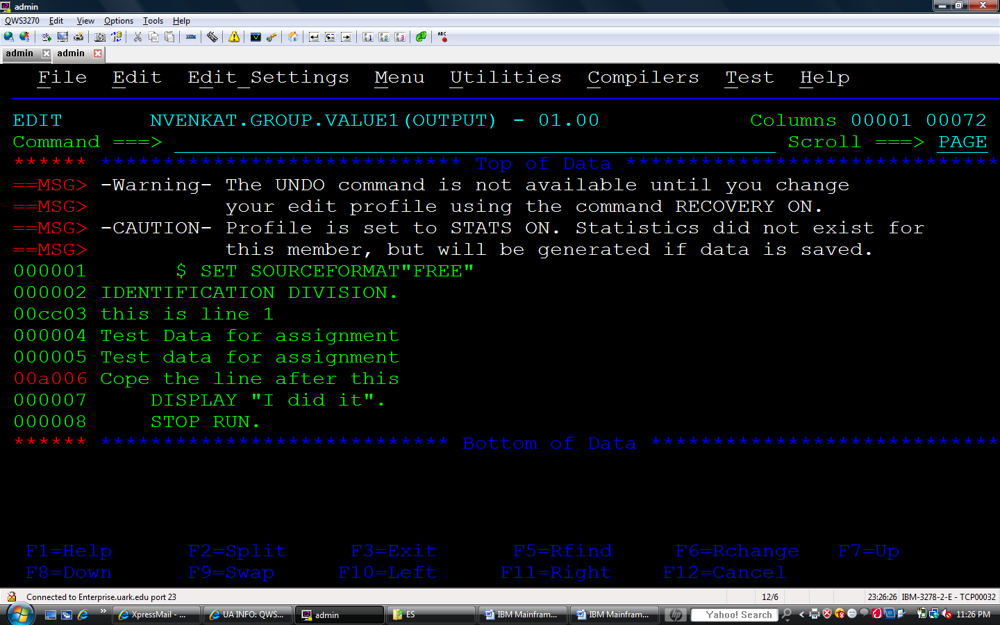 admin
QWS3270 Edit View Options Tools Help
admin admin
File Edit Edit_Settings Menu Utilities Compilers Test Help
EDIT NVENKAT.GROUP.VALUE1(OUTPUT) - 01.00 Columns 00001 00072
Command ===> Scroll ===> PAGE
****** ***************************** Top of Data ******************************
==MSG> -Warning- The UNDO command is not available until you change
==MSG> your edit profile using the command RECOVERY ON.
==MSG> -CAUTION- Profile is set to STATS ON. Statistics did not exist for
==MSG> this member, but will be generated if data is saved.
000001 $ SET SOURCEFORMAT"FREE"
000002 IDENTIFICATION DIVISION.
00cc03 this is line 1
000004 Test Data for assignment
000005 Test data for assignment
00a006 Cope the line after this
000007 DISPLAY "I did it".
000008 STOP RUN.
****** **************************** Bottom of Data ****************************
F1=Help F2=Split F3=Exit F5=Rfind F6=Rchange F7=Up
F8=Down F9=Swap F10=Left F11=Right F12=Cancel
Connected to Enterprise.uark.edu port 23 12/6 23:26:26 IBM-3278-2-E - TCP00032
» XpressMail - ... UA INFO: QWS... admin ES IBM Mainfram... IBM Mainfram... hp Yahoo! Search < 11:26 PM